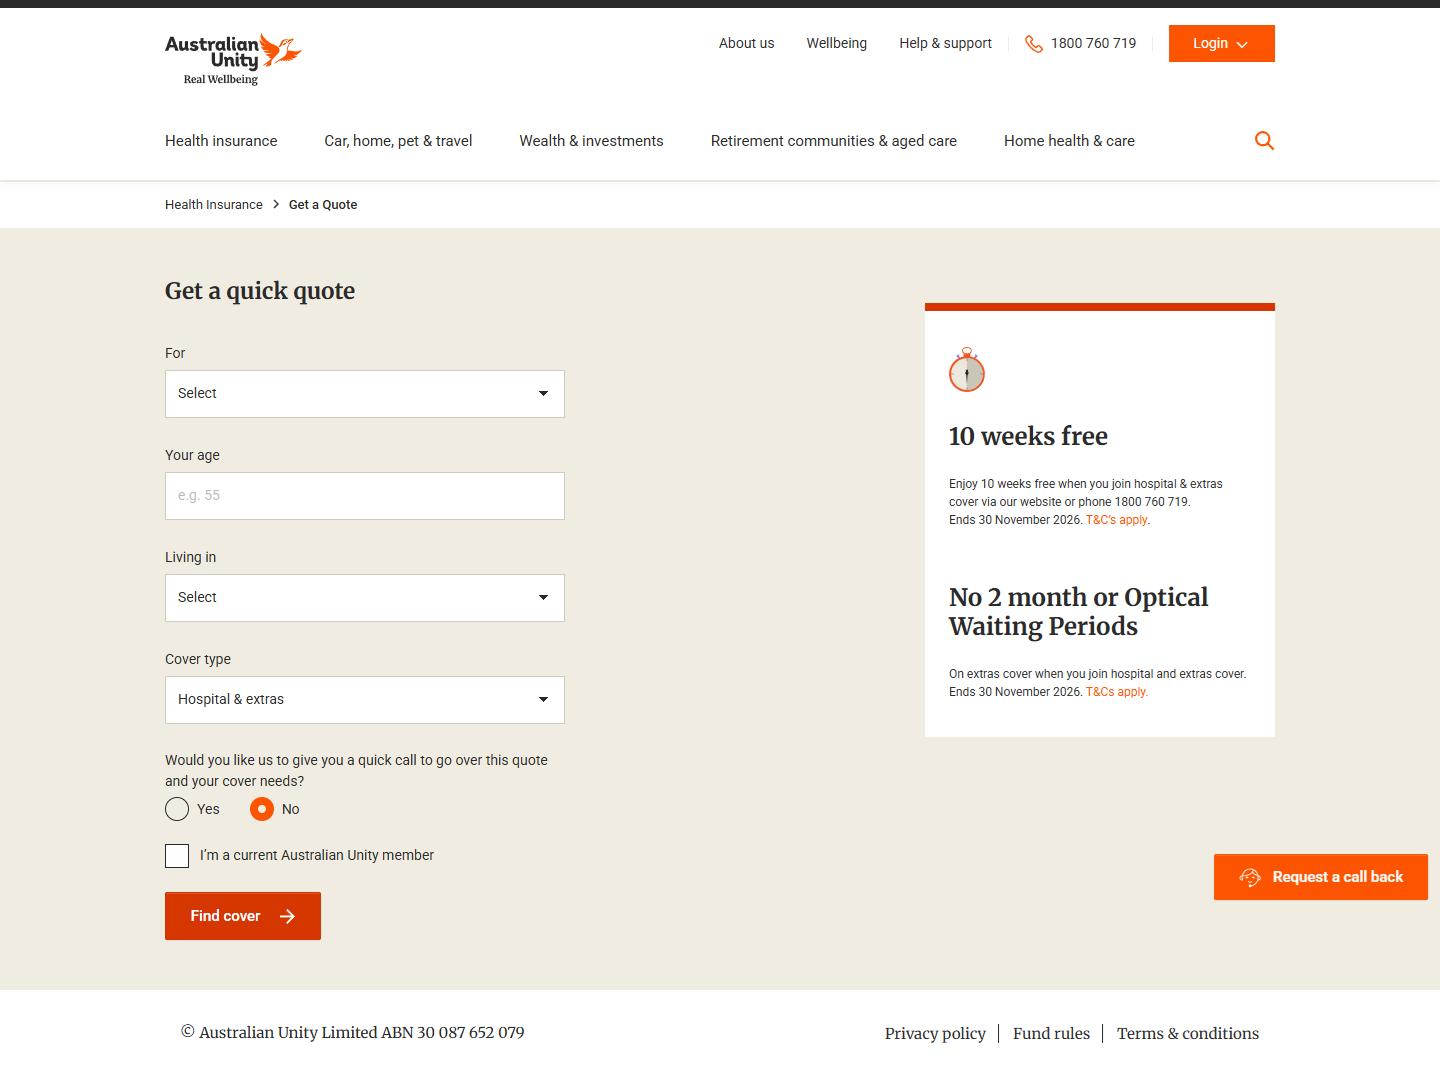 Australian
Unity
Real Wellbeing
About us
Wellbeing
Help & support
1800 760 719
Login
Health insurance
Car, home, pet & travel
Wealth & investments
Retirement communities & aged care
Home health & care
Health Insurance
Get a Quote
Get a quick quote
For
Select
Your age
e.g. 55
Living in
Select
Cover type
Hospital & extras
Would you like us to give you a quick call to go over this quote
and your cover needs?
Yes
No
I'm a current Australian Unity member
Find cover
10 weeks free
Enjoy 10 weeks free when you join hospital & extras
cover via our website or phone 1800 760 719.
Ends 30 November 2026. T&C's apply.
No 2 month or Optical
Waiting Periods
On extras cover when you join hospital and extras cover.
Ends 30 November 2026. T&Cs apply.
Request a call back
© Australian Unity Limited ABN 30 087 652 079
Privacy policy
Fund rules
Terms & conditions